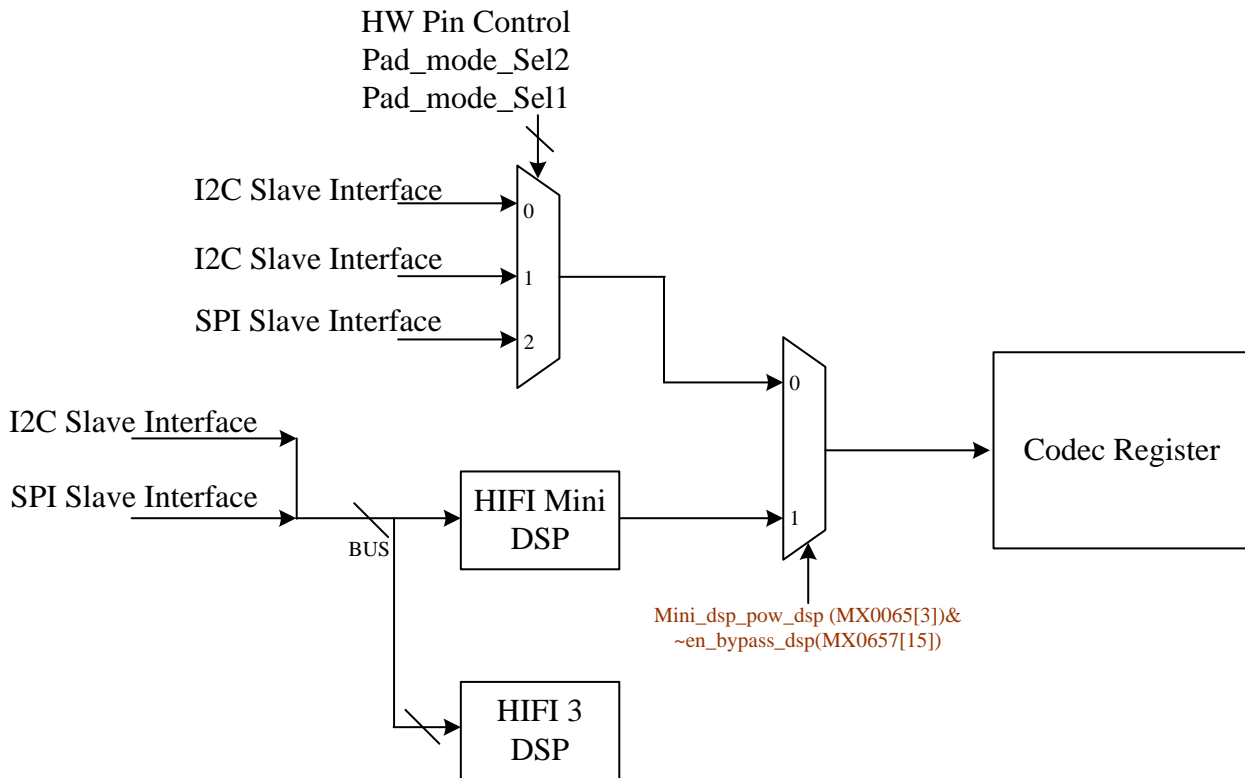 HW Pin Control
Pad_mode_Sel2
Pad_mode_Sel1
I2C Slave Interface
0
I2C Slave Interface
1
SPI Slave Interface
2
0
I2C Slave Interface
Codec Register
SPI Slave Interface
HIFI Mini
DSP
1
BUS
Mini_dsp_pow_dsp (MX0065[3])&
~en_bypass_dsp(MX0657[15])
HIFI 3
DSP